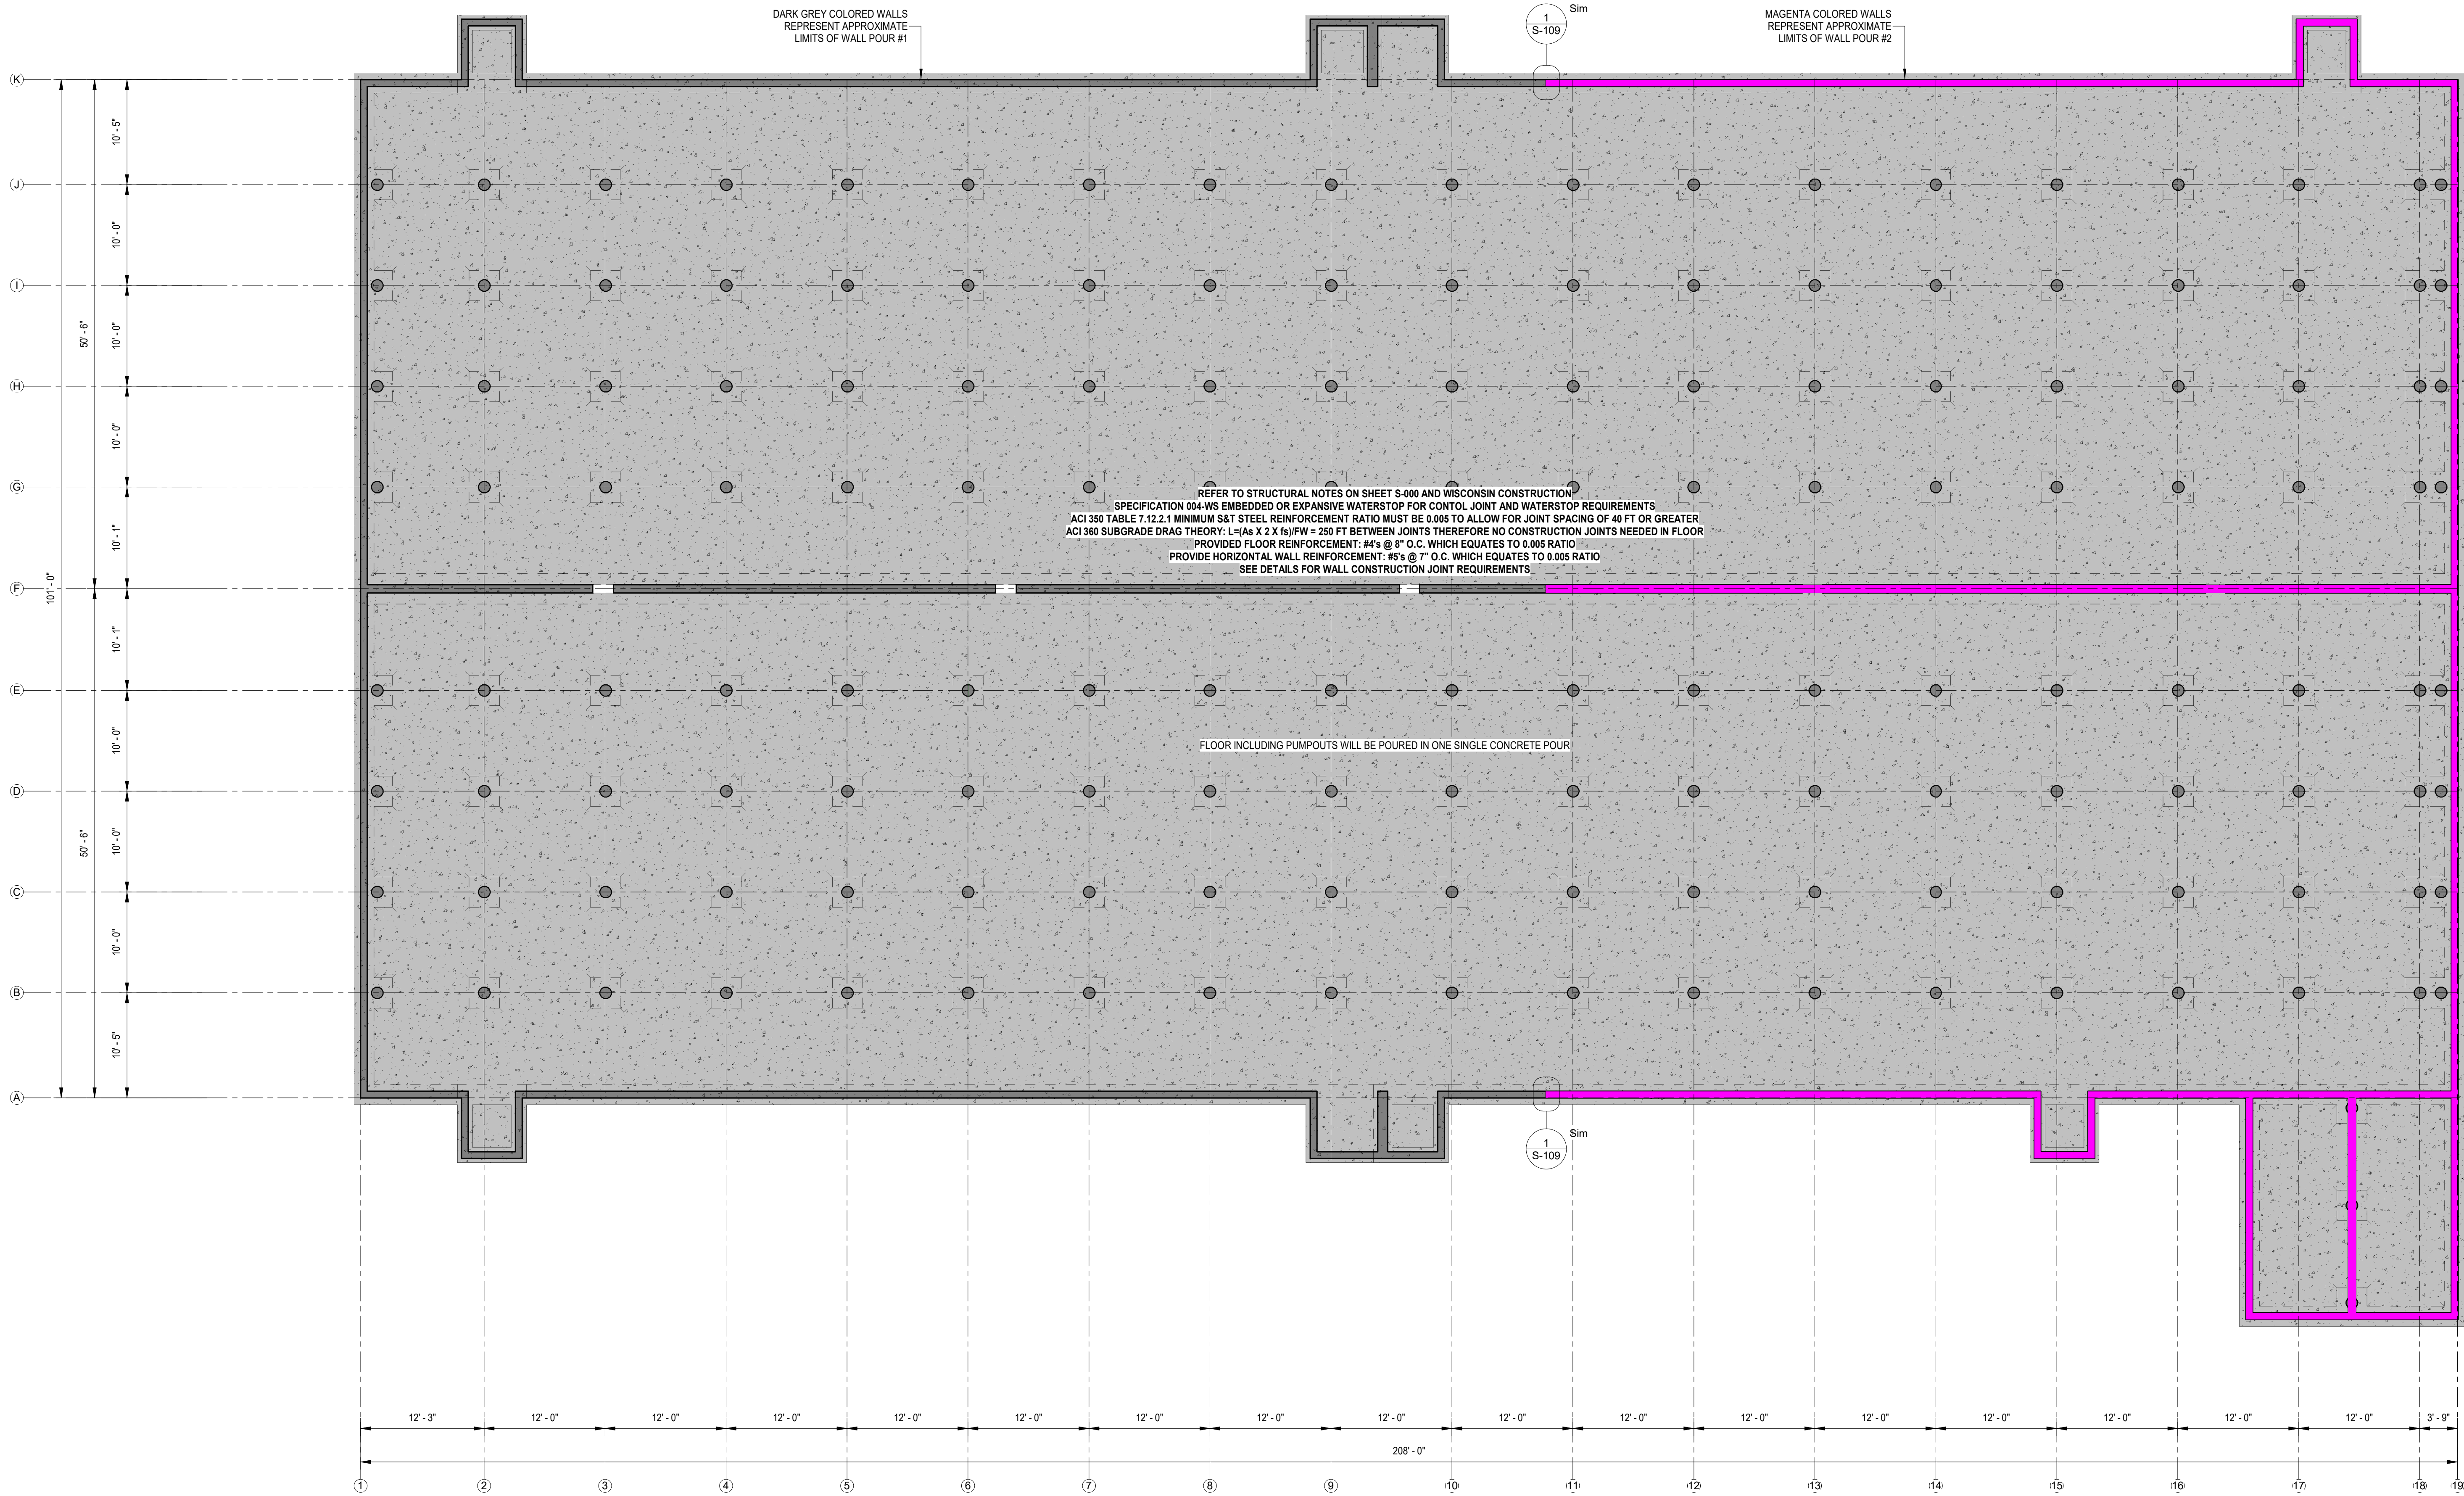 DARK GREY COLORED WALLS
REPRESENT APPROXIMATE
LIMITS OF WALL POUR #1
1
S-109
Sim
MAGENTA COLORED WALLS
REPRESENT APPROXIMATE
LIMITS OF WALL POUR #2
K
J
I
H
G
F
E
D
C
B
A
10' - 5"
10' - 0"
10' - 0"
10' - 0"
10' - 1"
10' - 1"
10' - 0"
10' - 0"
10' - 0"
10' - 5"
50' - 6"
50' - 6"
101' - 0"
REFER TO STRUCTURAL NOTES ON SHEET S-000 AND WISCONSIN CONSTRUCTION
SPECIFICATION 004-WS EMBEDDED OR EXPANSIVE WATERSTOP FOR CONTOL JOINT AND WATERSTOP REQUIREMENTS
ACI 350 TABLE 7.12.2.1 MINIMUM S&T STEEL REINFORCEMENT RATIO MUST BE 0.005 TO ALLOW FOR JOINT SPACING OF 40 FT OR GREATER
ACI 360 SUBGRADE DRAG THEORY: L=(As X 2 X fs)/FW = 250 FT BETWEEN JOINTS THEREFORE NO CONSTRUCTION JOINTS NEEDED IN FLOOR
PROVIDED FLOOR REINFORCEMENT: #4's @ 8" O.C. WHICH EQUATES TO 0.005 RATIO
PROVIDE HORIZONTAL WALL REINFORCEMENT: #5's @ 7" O.C. WHICH EQUATES TO 0.005 RATIO
SEE DETAILS FOR WALL CONSTRUCTION JOINT REQUIREMENTS
FLOOR INCLUDING PUMPOUTS WILL BE POURED IN ONE SINGLE CONCRETE POUR
1
S-109
Sim
12' - 3" 12' - 0" 12' - 0" 12' - 0" 12' - 0" 12' - 0" 12' - 0" 12' - 0" 12' - 0" 12' - 0" 12' - 0" 12' - 0" 12' - 0" 12' - 0" 12' - 0" 12' - 0" 12' - 0" 3' - 9"
208' - 0"
1 2 3 4 5 6 7 8 9 10 11 12 13 14 15 16 17 18 19